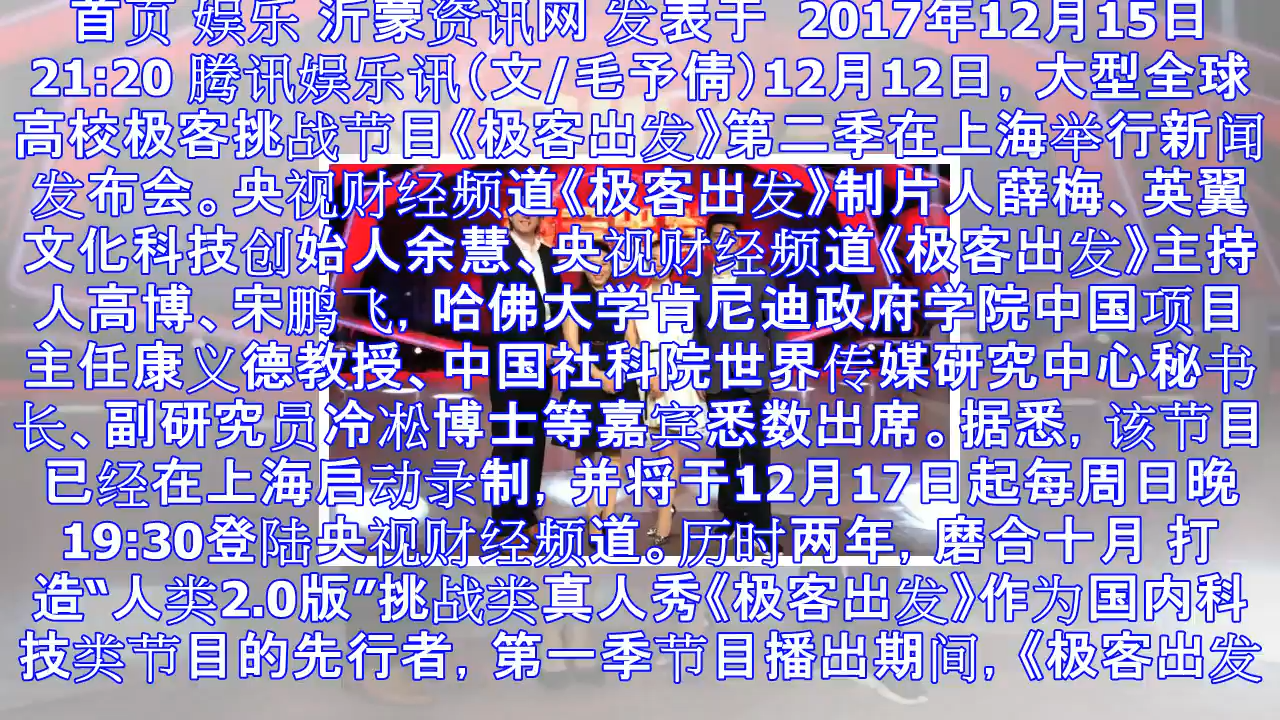 首页 娱乐 沂蒙资讯网 发表于 2017年12月15日
21:20 腾讯娱乐讯(文/毛予倩)12月12日, 大型全球
高校极客挑战节目《极客出发》第二季在上海举行新闻
发布会。央视财经频道《极客出发》制片人薛梅、英翼
文化科技创始人余慧、央视财经频道《极客出发》主持
人高博、宋鹏飞, 哈佛大学肯尼迪政府学院中国项目
主任康义德教授、中国社科院世界传媒研究中心秘书
长、副研究员冷凇博士等嘉宾悉数出席。据悉, 该节目
已经在上海启动录制, 并将于12月17日起每周日晚
19:30登陆央视财经频道。历时两年, 磨合十月 打
造“人类2.0版”挑战类真人秀《极客出发》作为国内科
技类节目的先行者, 第一季节目播出期间,《极客出发